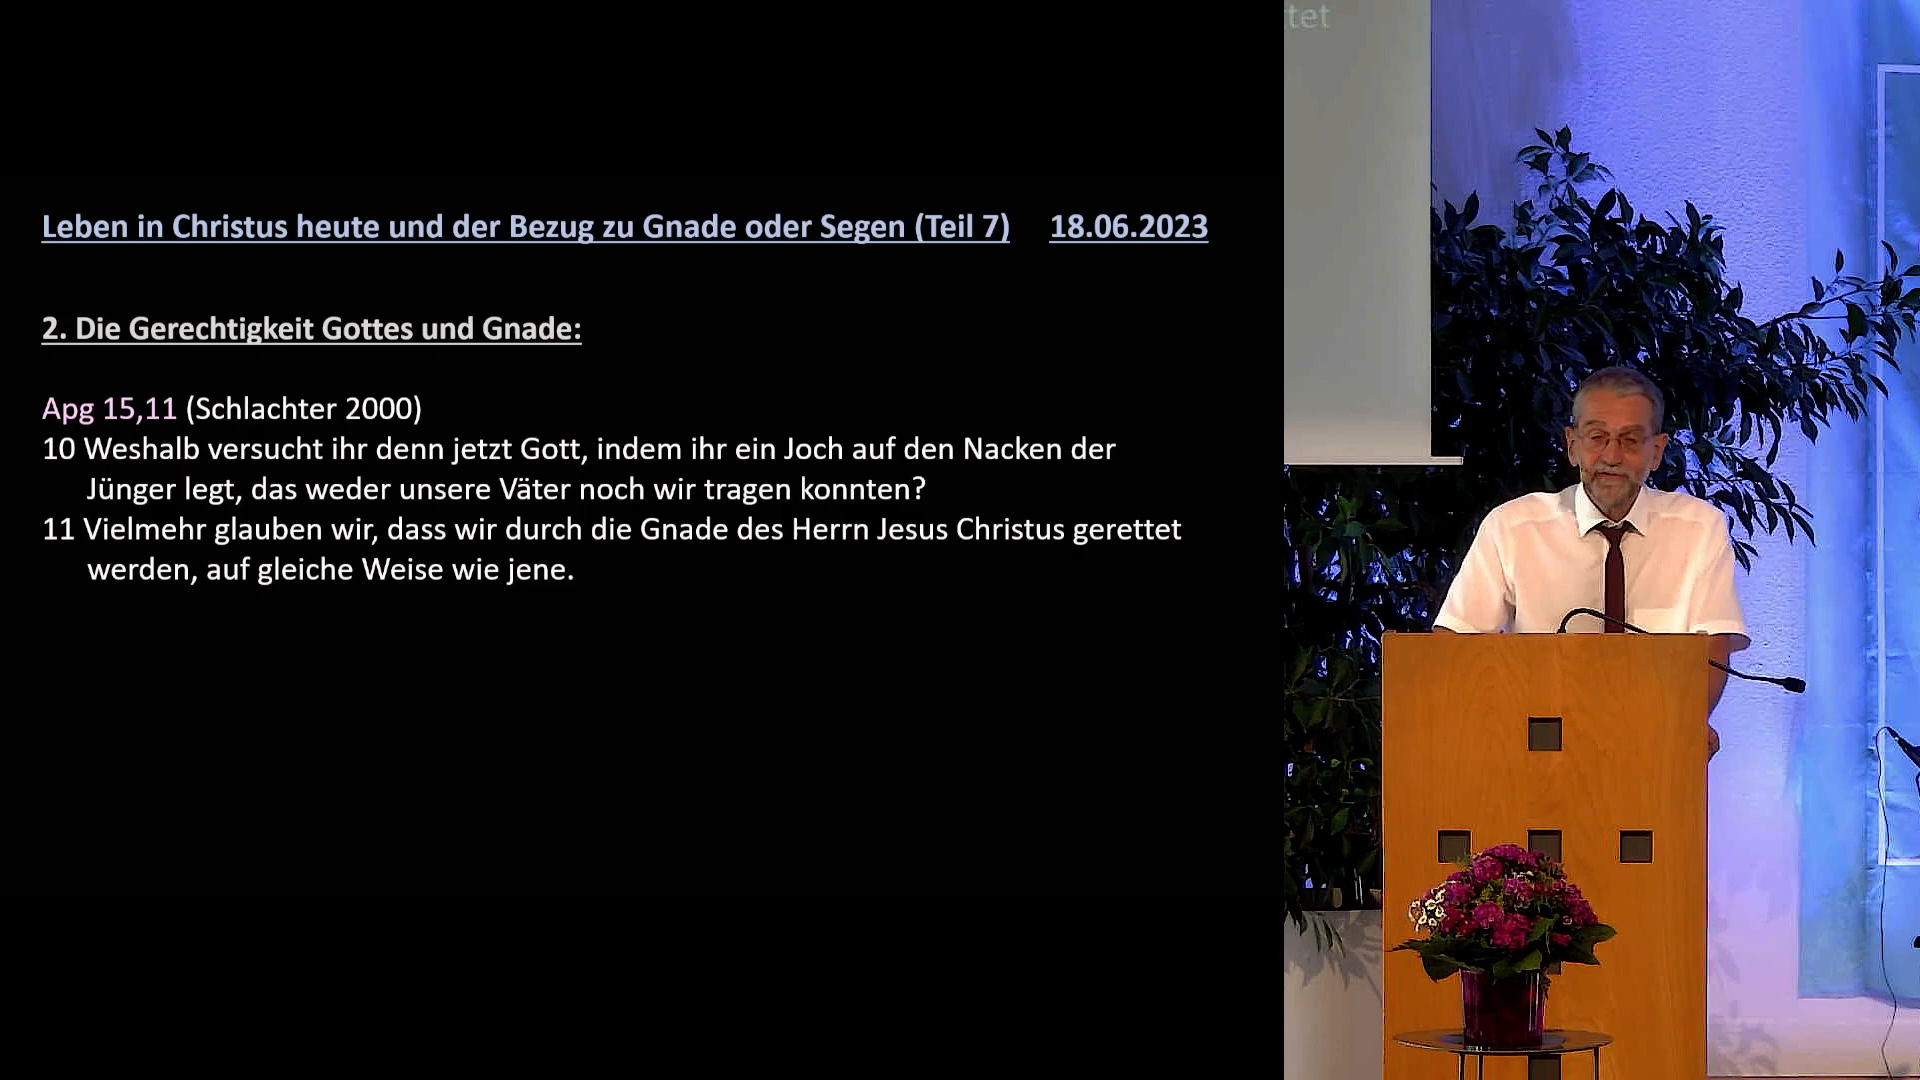 Leben in Christus heute und der Bezug zu Gnade oder Segen (Teil 7) 18.06.2023
2. Die Gerechtigkeit Gottes und Gnade:
Apg 15,11 (Schlachter 2000)
10 Weshalb versucht ihr denn jetzt Gott, indem ihr ein Joch auf den Nacken der
Jünger legt, das weder unsere Väter noch wir tragen konnten?
11 Vielmehr glauben wir, dass wir durch die Gnade des Herrn Jesus Christus gerettet
werden, auf gleiche Weise wie jene.
tet